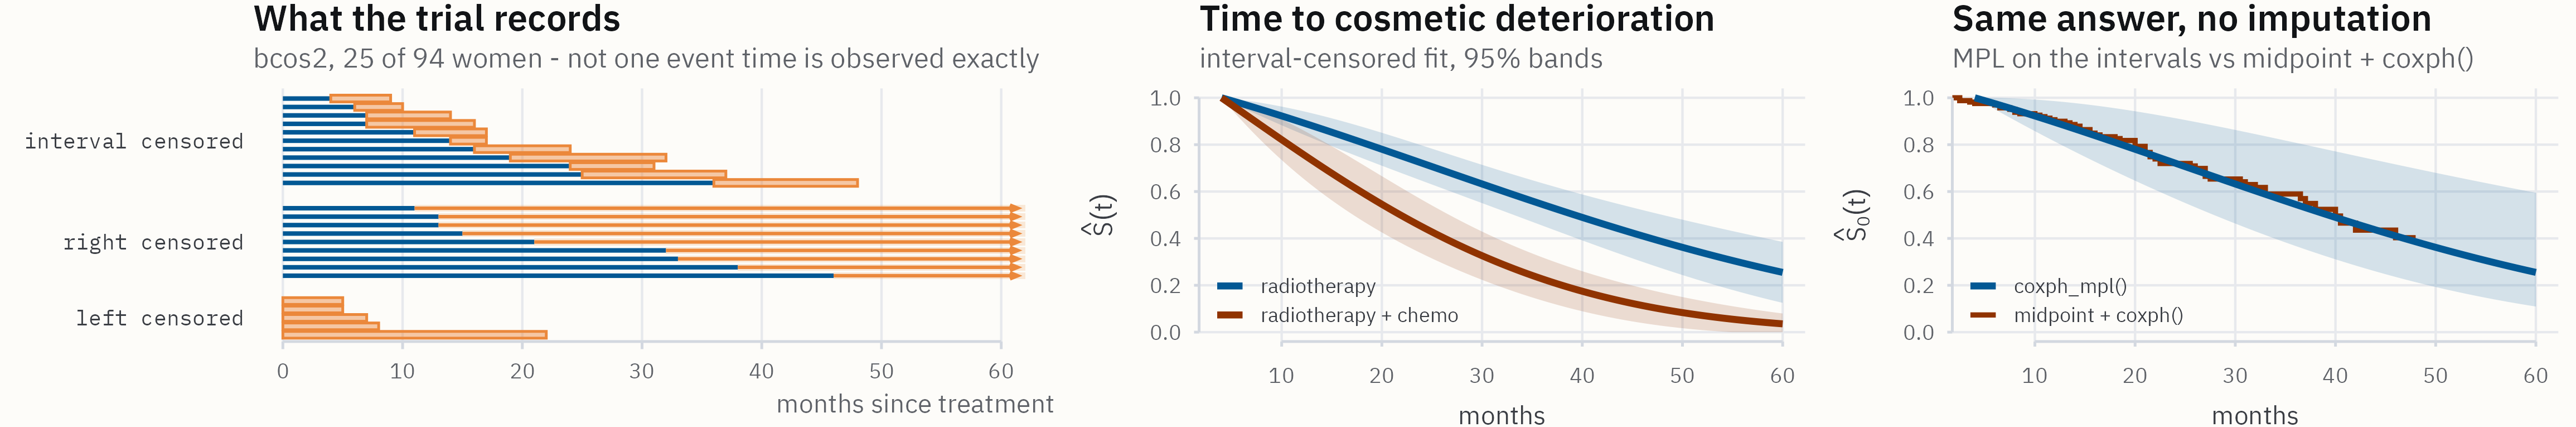 What the trial records
bcos2, 25 of 94 women - not one event time is observed exactly
interval censored
right censored
left censored
0 10 20 30 40 50 60
months since treatment
Time to cosmetic deterioration
interval-censored fit, 95% bands
Ŝ(t)
1.0
0.8
0.6
0.4
0.2
0.0
radiotherapy
radiotherapy + chemo
10 20 30 40 50 60
months
Same answer, no imputation
MPL on the intervals vs midpoint + coxph()
Ŝ₀(t)
1.0
0.8
0.6
0.4
0.2
0.0
coxph_mpl()
midpoint + coxph()
10 20 30 40 50 60
months